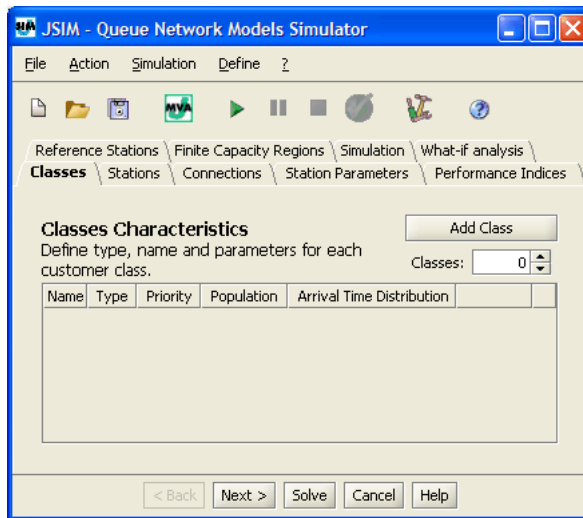 JSIM - Queue Network Models Simulator
File Action Simulation Define ?
MVA
Reference Stations Finite Capacity Regions Simulation What-if analysis
Classes Stations Connections Station Parameters Performance Indices
Classes Characteristics
Define type, name and parameters for each
customer class.
Add Class
Classes: 0
Name Type Priority Population Arrival Time Distribution
< Back Next > Solve Cancel Help